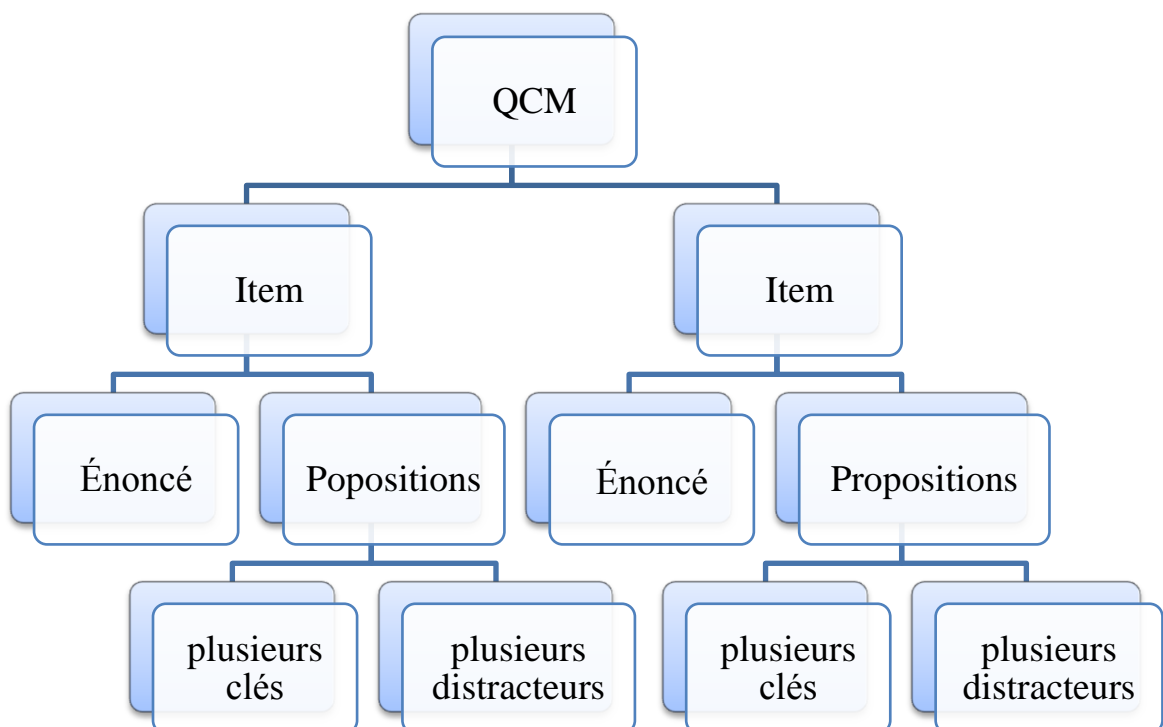 QCM
Item
Item
Énoncé
Popositions
Énoncé
Propositions
plusieurs
clés
plusieurs
distracteurs
plusieurs
clés
plusieurs
distracteurs